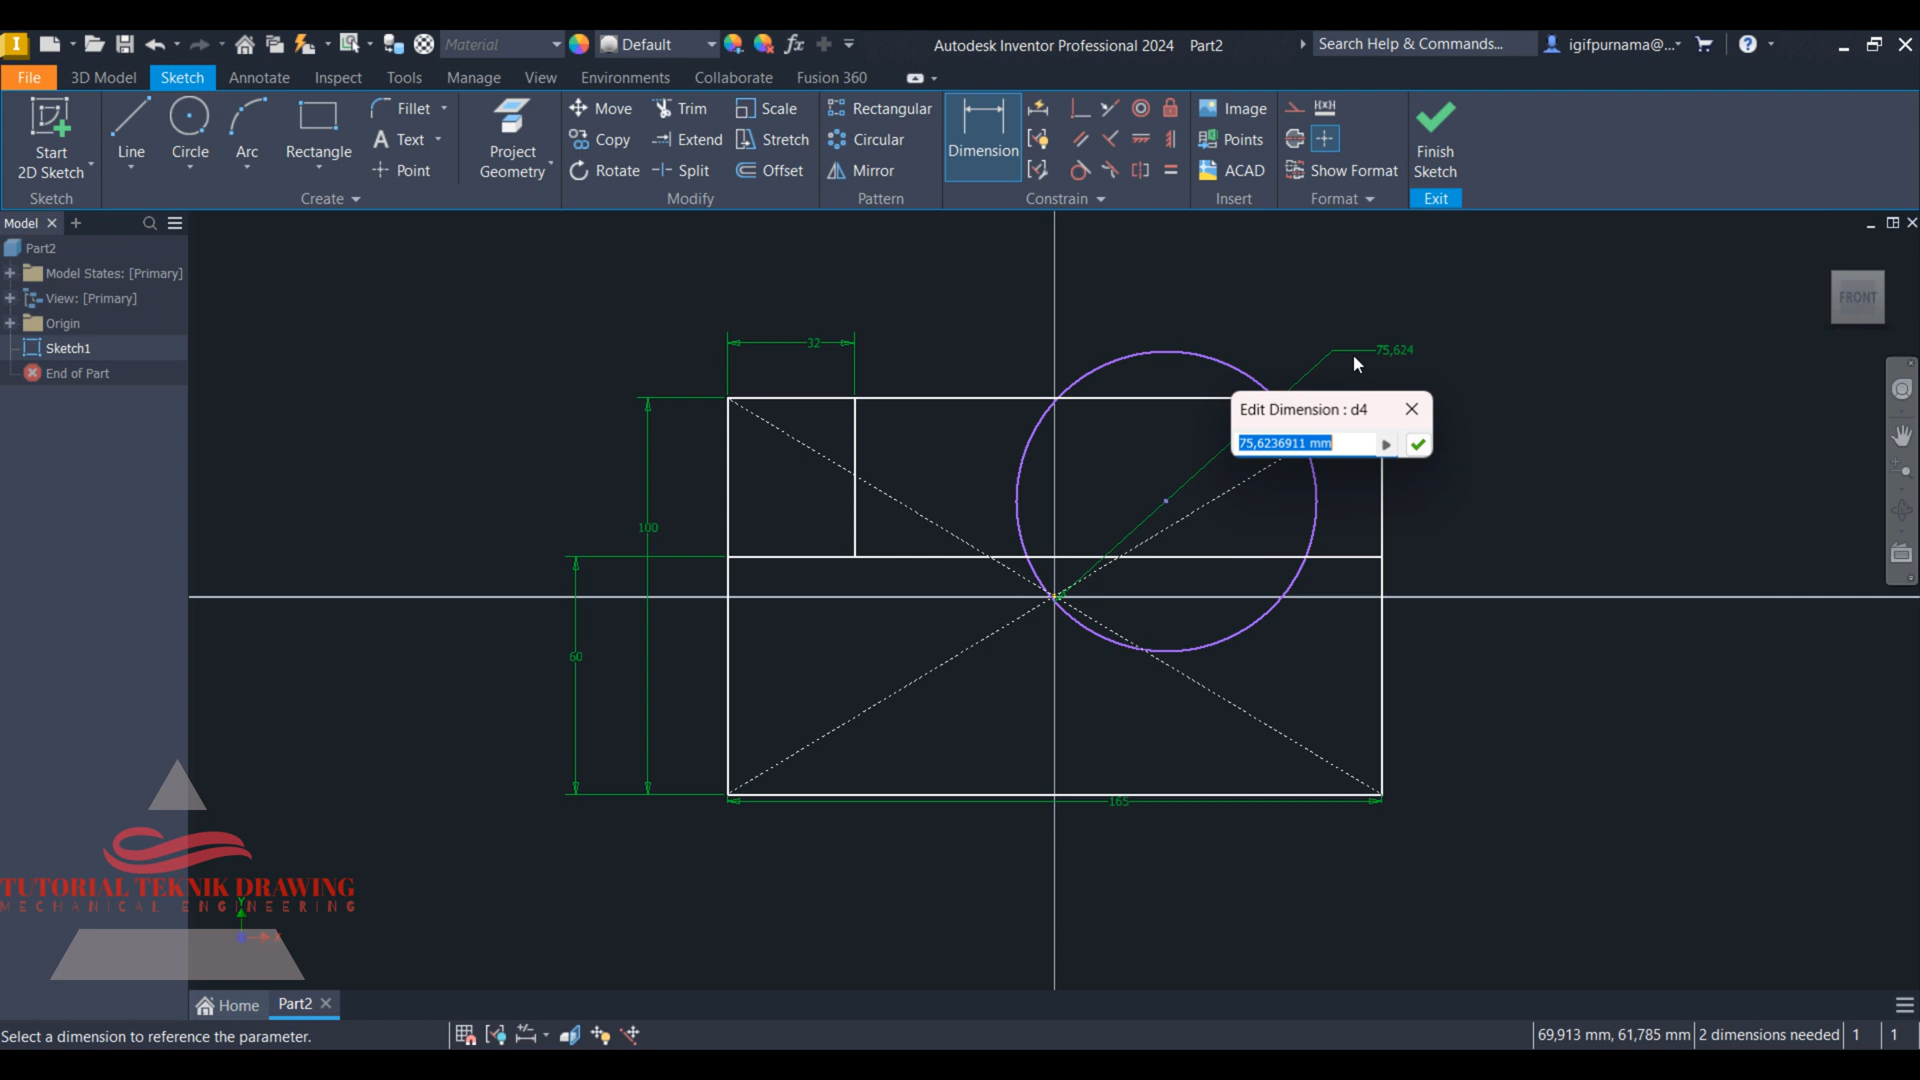 I Material Default fx Autodesk Inventor Professional 2024 Part2 Search Help & Commands... igifpurnama@...
File 3D Model Sketch Annotate Inspect Tools Manage View Environments Collaborate Fusion 360
Start
2D Sketch
Line
Circle
Arc
Rectangle
Fillet
Text
Point
Project
Geometry
Move
Copy
Rotate
Trim
Extend
Split
Scale
Stretch
Offset
Rectangular
Circular
Mirror
Dimension
Image
Points
ACAD
Show Format
Finish
Sketch
Sketch
Create
Modify
Pattern
Constrain
Insert
Format
Exit
Model
Part2
Model States: [Primary]
View: [Primary]
Origin
Sketch1
End of Part
FRONT
32
75,624
Edit Dimension : d4
75,6236911 mm
100
60
165
TUTORIAL TEKNIK DRAWING
MECHANICAL ENGINEERING
Y
X
Home
Part2
Select a dimension to reference the parameter.
69,913 mm, 61,785 mm 2 dimensions needed 1 1